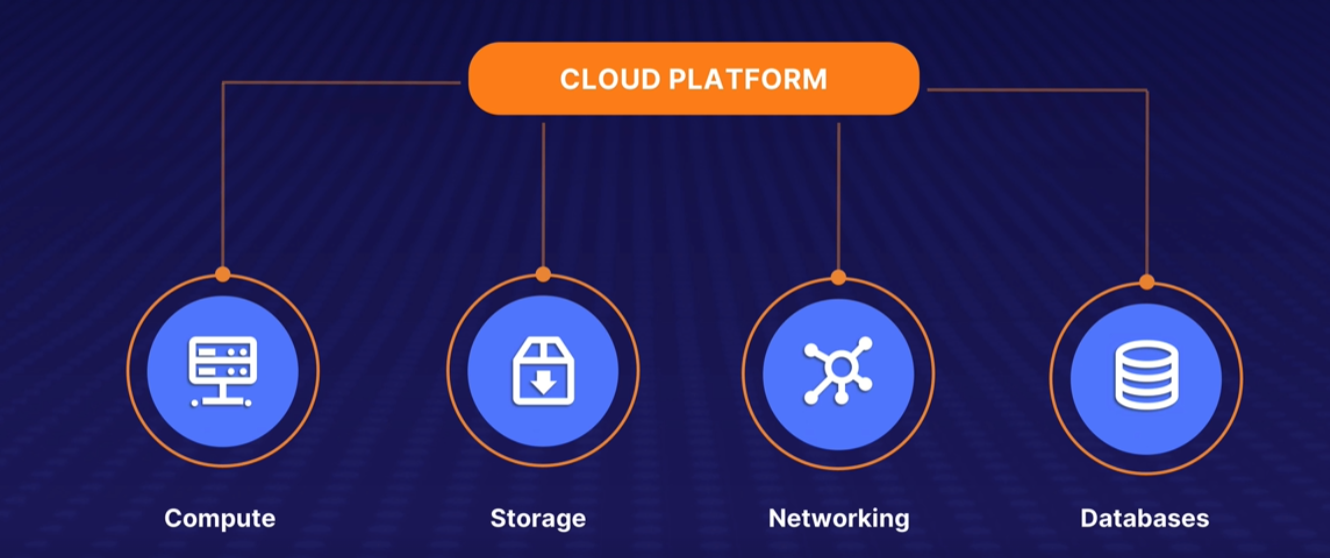 CLOUD PLATFORM
Compute
Storage
Networking
Databases